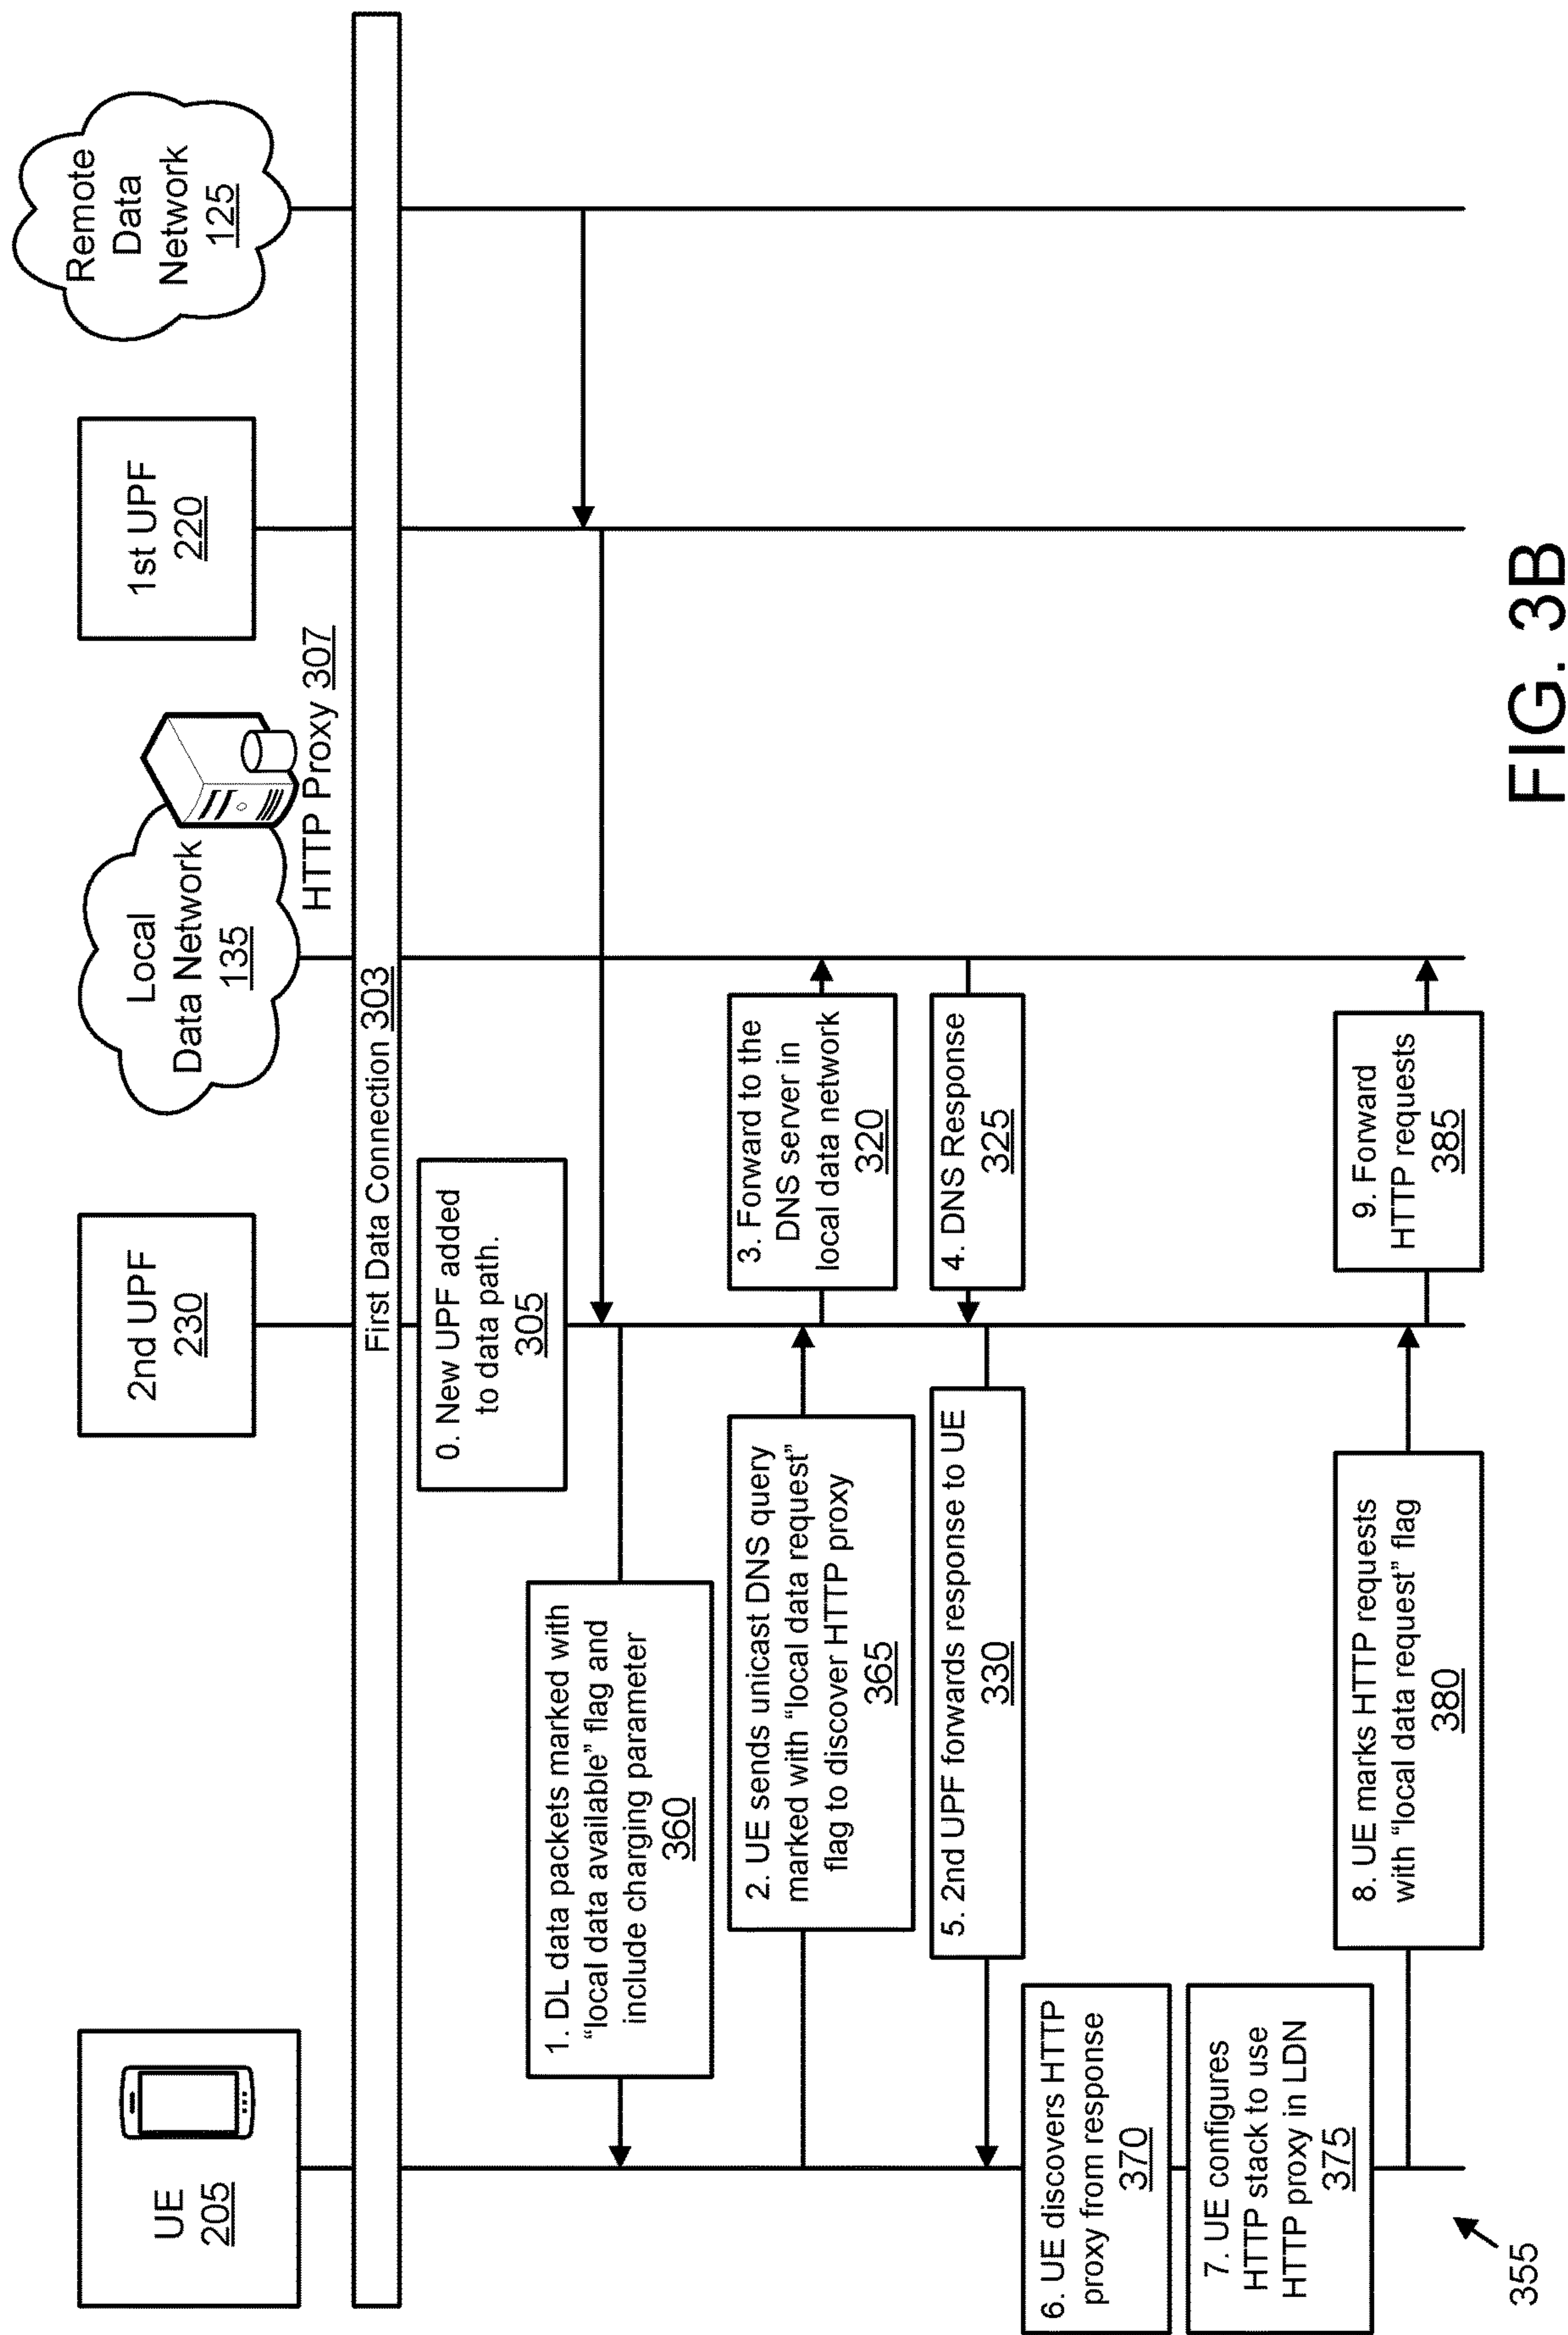 UE
205
2nd UPF
230
Local
Data Network
135
HTTP Proxy 307
1st UPF
220
Remote
Data
Network
125
First Data Connection 303
0. New UPF added
to data path.
305
1. DL data packets marked with
“local data available” flag and
include charging parameter
360
2. UE sends unicast DNS query
marked with “local data request”
flag to discover HTTP proxy
365
3. Forward to the
DNS server in
local data network
320
4. DNS Response
325
5. 2nd UPF forwards response to UE
330
6. UE discovers HTTP
proxy from response
370
7. UE configures
HTTP stack to use
HTTP proxy in LDN
375
8. UE marks HTTP requests
with “local data request” flag
380
9. Forward
HTTP requests
385
355
FIG. 3B